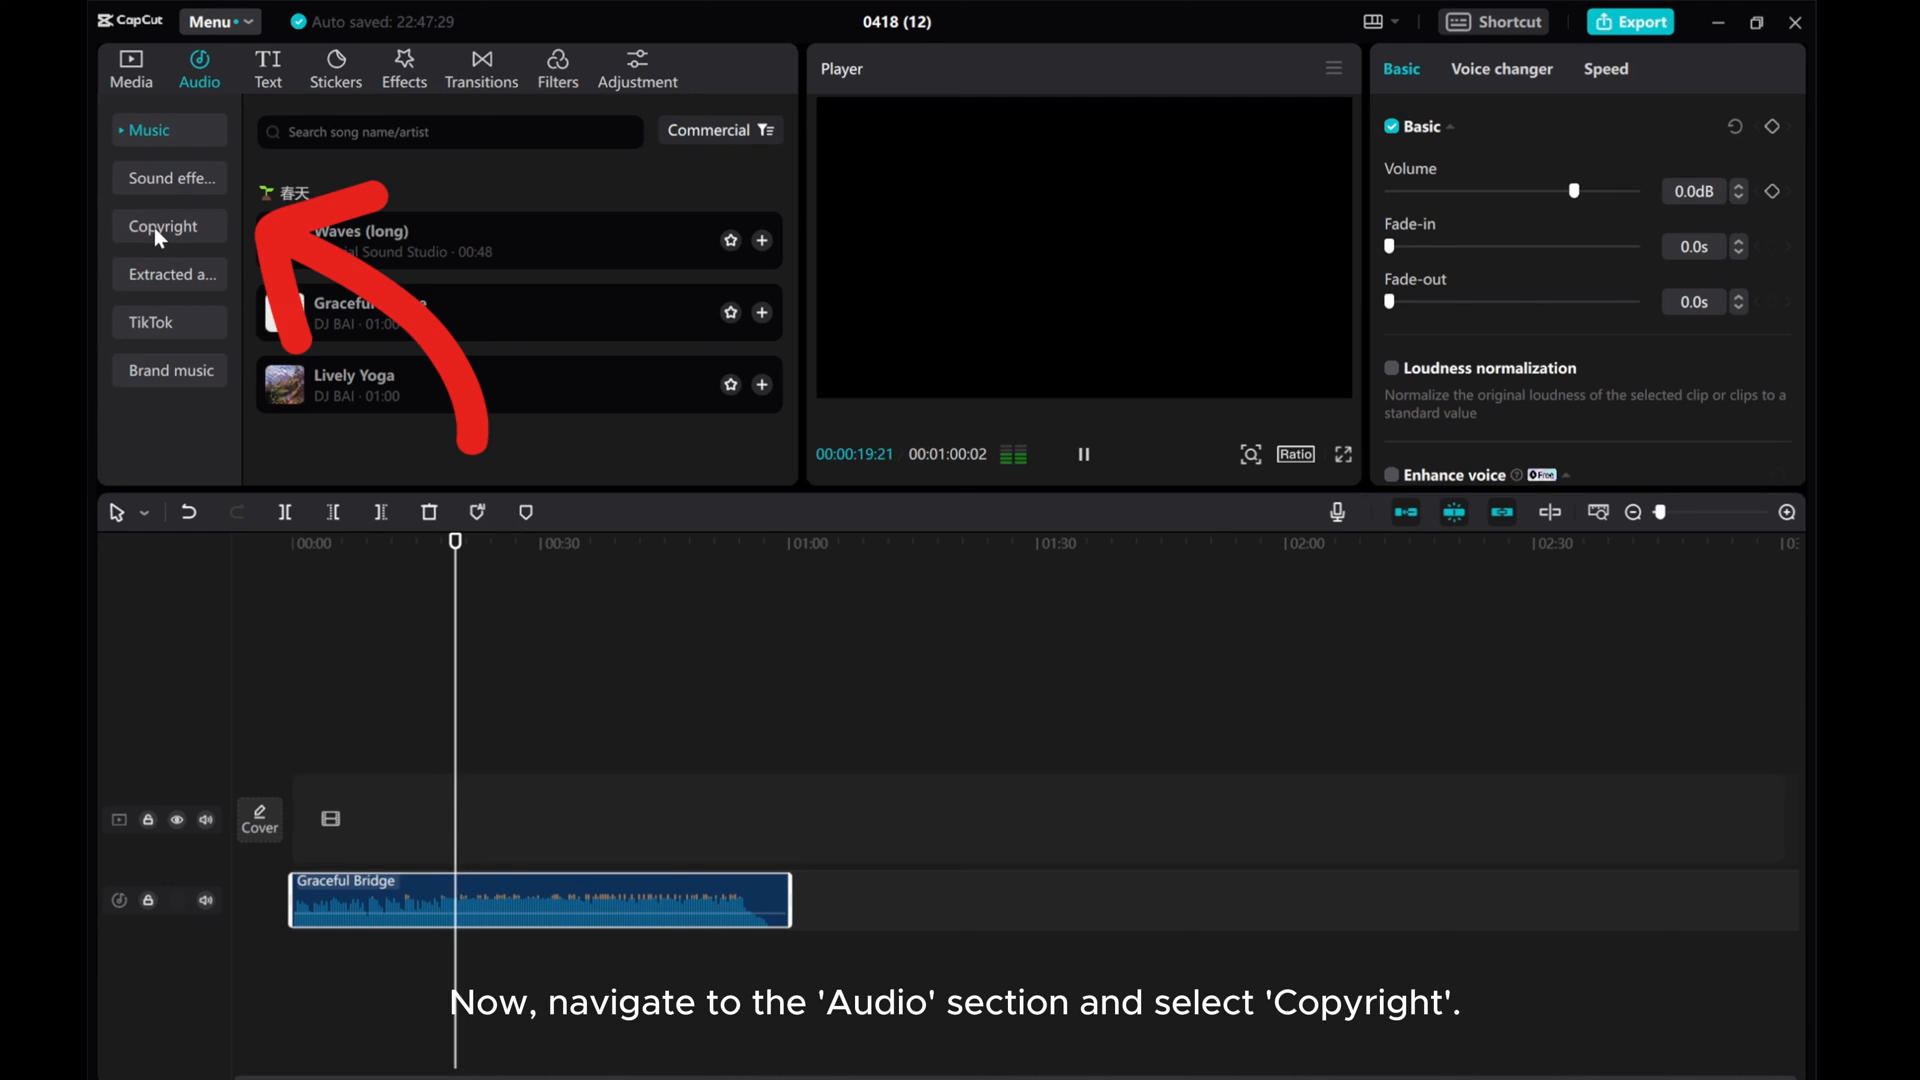 CapCut
Menu
Auto saved: 22:47:29
0418 (12)
Shortcut
Export
Media
Audio
TI
Text
Stickers
Effects
Transitions
Filters
Adjustment
Player
Basic
Voice changer
Speed
Music
Search song name/artist
Commercial
Basic
Sound effe...
Volume
0.0dB
春天
Copyright
Waves (long)
Sound Studio · 00:48
Fade-in
0.0s
Extracted a...
Fade-out
0.0s
DJ BAI · 01:00
TikTok
Brand music
Lively Yoga
DJ BAI · 01:00
Loudness normalization
Normalize the original loudness of the selected clip or clips to a
standard value
00:00:19:21
00:01:00:02
Ratio
Enhance voice
Free
00:00
00:30
01:00
01:30
02:00
02:30
Cover
Graceful Bridge
Now, navigate to the 'Audio' section and select 'Copyright'.